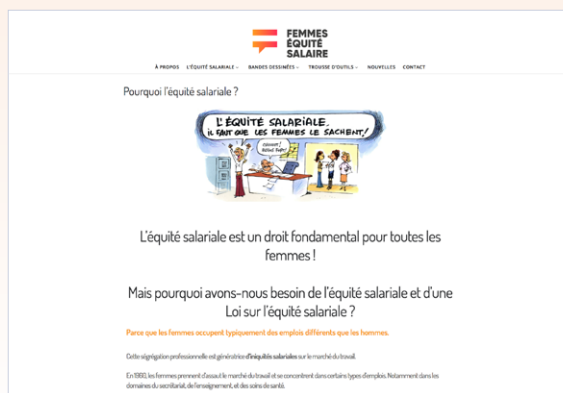 FEMMES
ÉQUITÉ
SALAIRE
À PROPOS L'ÉQUITÉ SALARIALE BANDES DESSINÉES TROUSSE D'OUTILS NOUVELLES CONTACT
Pourquoi l'équité salariale ?
L'ÉQUITÉ SALARIALE.
IL FAUT QUE LES FEMMES LE SACHENT!
L'équité salariale est un droit fondamental pour toutes les
femmes !
Mais pourquoi avons-nous besoin de l'équité salariale et d'une
Loi sur l'équité salariale ?
Parce que les femmes occupent typiquement des emplois différents que les hommes.
Cette ségrégation professionnelle est génératrice d'iniquités salariales sur le marché du travail.
En 1960, les femmes prennent d'assaut le marché du travail et se concentrent dans certains types d'emplois. Notamment dans les
domaines du secrétariat, de l'enseignement, et des soins de santé.